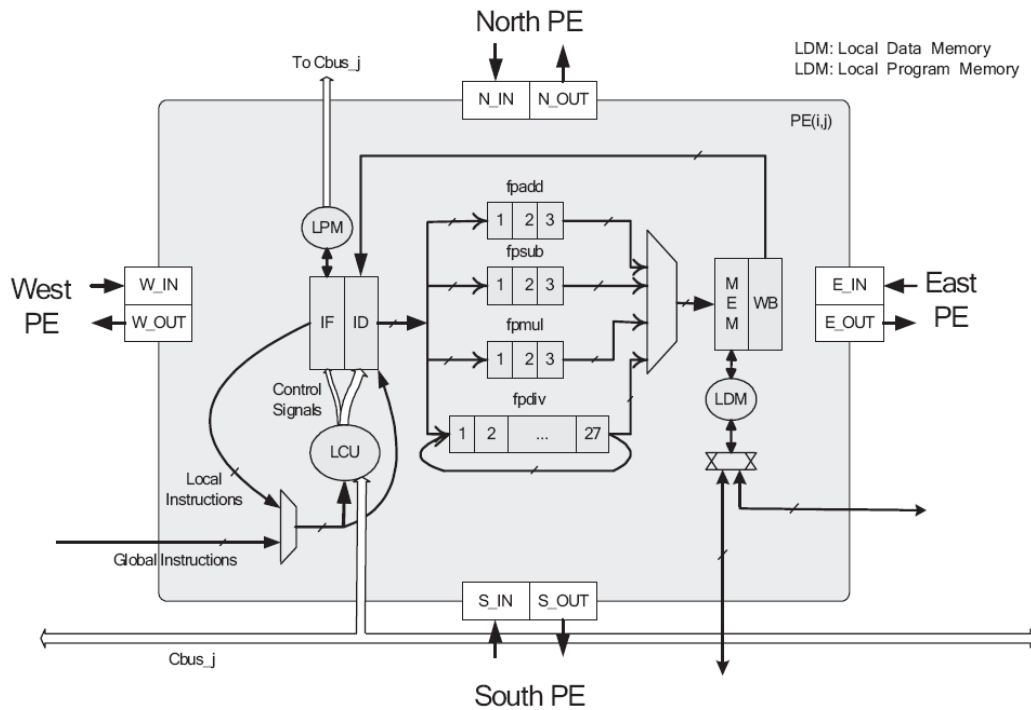 North PE
LDM: Local Data Memory
LDM: Local Program Memory
To Cbus_j
N_IN N_OUT
PE(i,j)
fpadd
1 2 3
LPM
fpsub
1 2 3
West
PE
W_IN
W_OUT
IF ID
fpmul
1 2 3
M
E
M
WB
E_IN
E_OUT
East
PE
Control
Signals
fpdiv
1 2 ... 27
LDM
LCU
Local
Instructions
Global Instructions
S_IN S_OUT
Cbus_j
South PE